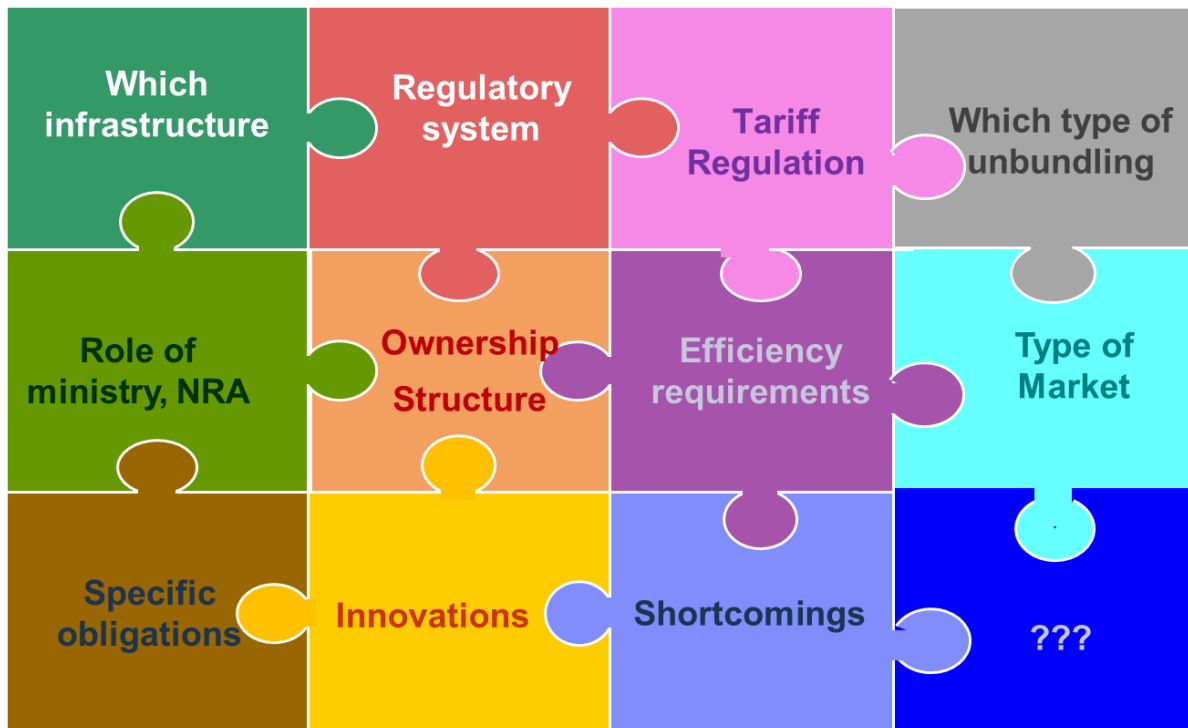 Which
infrastructure
Regulatory
system
Tariff
Regulation
Which type of
unbundling
Role of
ministry, NRA
Ownership
Structure
Efficiency
requirements
Type of
Market
Specific
obligations
Innovations
Shortcomings
???